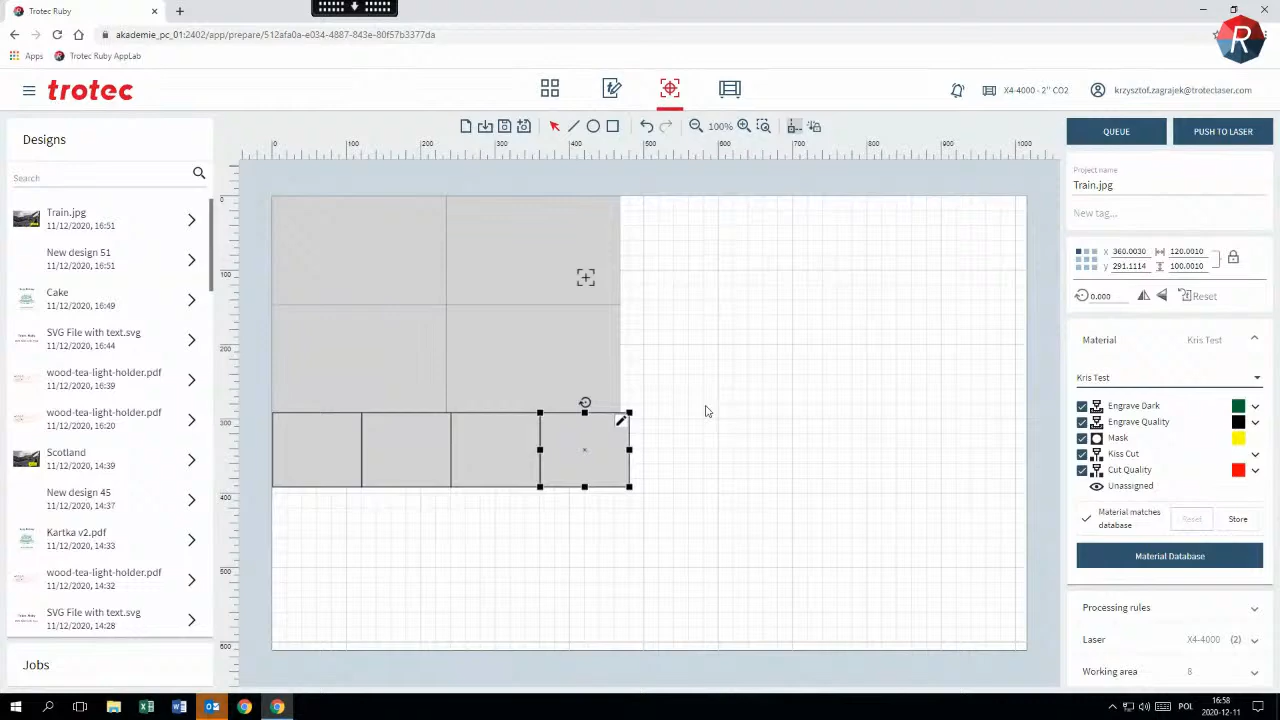 Trotec Ruby
akademie_pc_01:2402/app/prepare/512afa0a-e034-4887-843e-80f57b3377da
Apps
Trotec Ruby AppLab
R
trotec
X4-4000 - 2" CO2
krzysztof.zagrajek@troteclaser.com
Designs
100%
QUEUE
PUSH TO LASER
0 100 200 300 400 500 600 700 800 900 1000
0
100
200
300
400
500
600
Search
Train.jpg
11/12/2020, 16:51
New design 51
11/12/2020, 16:51
Cake
11/12/2020, 16:49
SVG File with text.svg
11/12/2020, 16:44
wood-tea-light-holder.pdf
11/12/2020, 16:39
wood-tea-light-holder.pdf
11/12/2020, 16:20
Scotland
11/12/2020, 14:39
New design 45
11/12/2020, 14:37
Kartka v2.pdf
11/12/2020, 14:33
wood-tea-light-holder.pdf
11/12/2020, 14:32
SVG File with text.svg
11/12/2020, 14:28
Jobs
Project name
Train.jpg
New tag...
X 360.0030 120.0010
y 291.1114 100.0010
0.000 Reset
Material Kris Test
Kris Test
Engrave Dark
Engrave Quality
Mask
Kiss Cut
Cut Quality
Unassigned
Material matches
database
Reset
Store
Material Database
Processing rules
Laser X4-4000 (2)
Working area 8
POL
16:58
2020-12-11